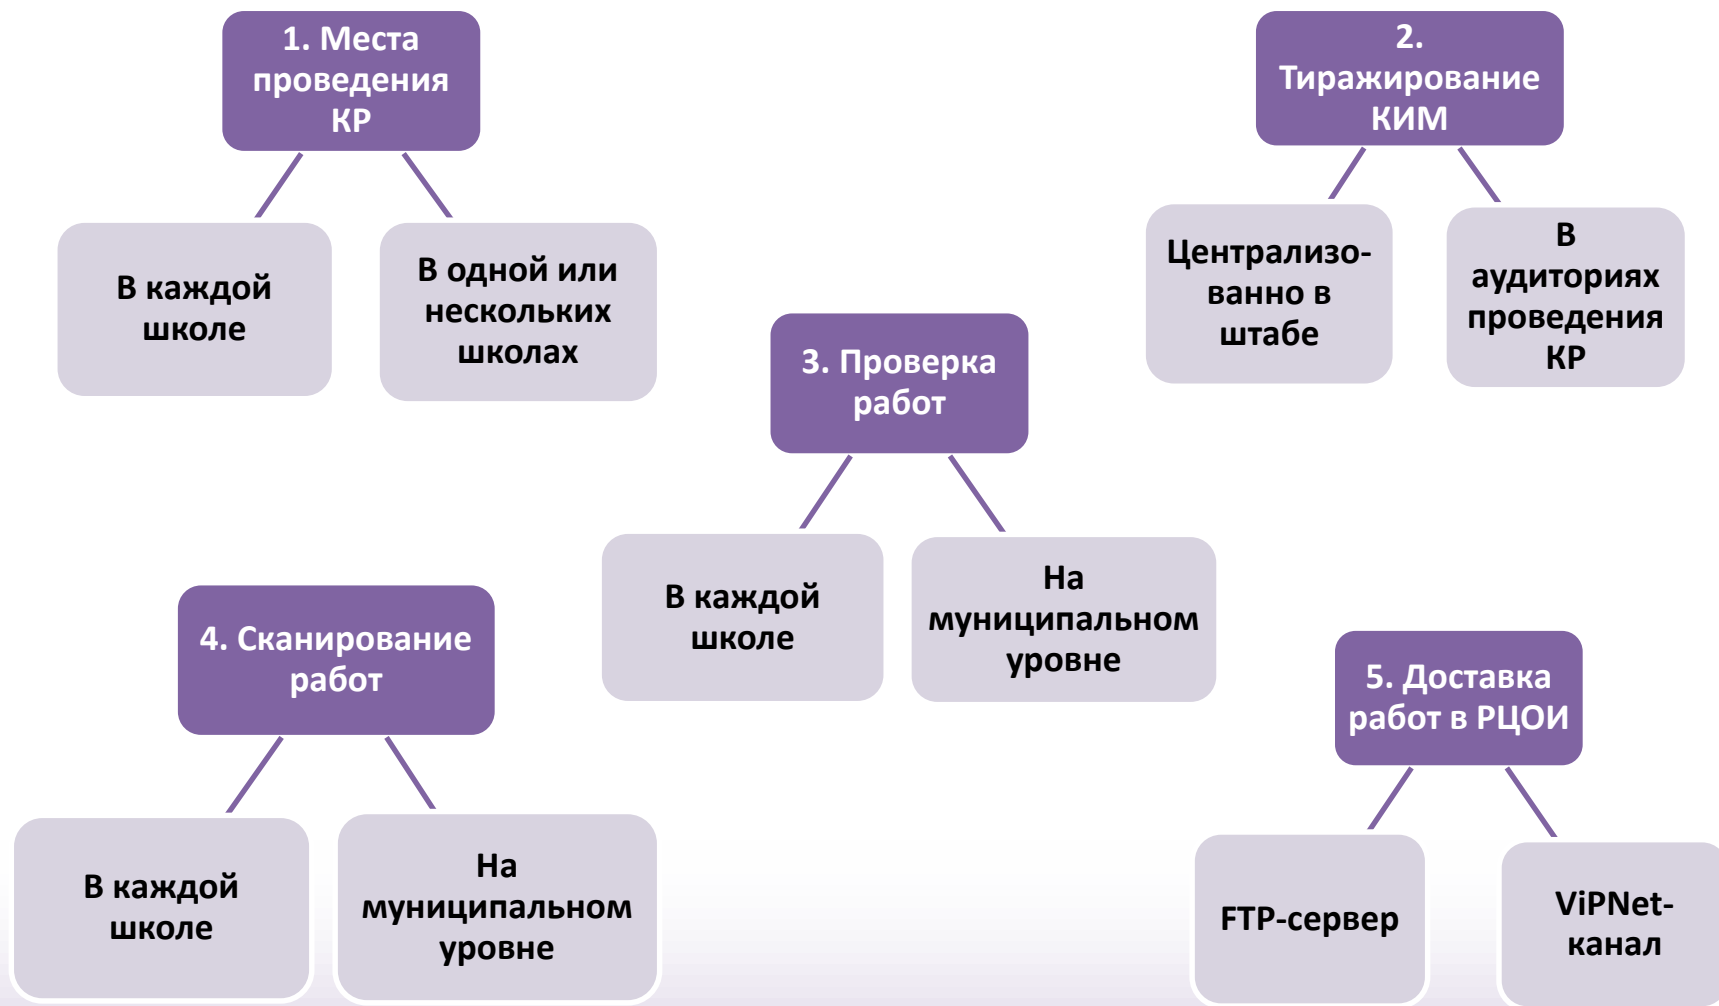 1. Места
проведения
КР
В каждой
школе
В одной или
нескольких
школах
2.
Тиражирование
КИМ
Централизо-
ванно в
штабе
В
аудиториях
проведения
КР
3. Проверка
работ
В каждой
школе
На
муниципальном
уровне
4. Сканирование
работ
В каждой
школе
На
муниципальном
уровне
5. Доставка
работ в РЦОИ
FTP-сервер
ViPNet-
канал